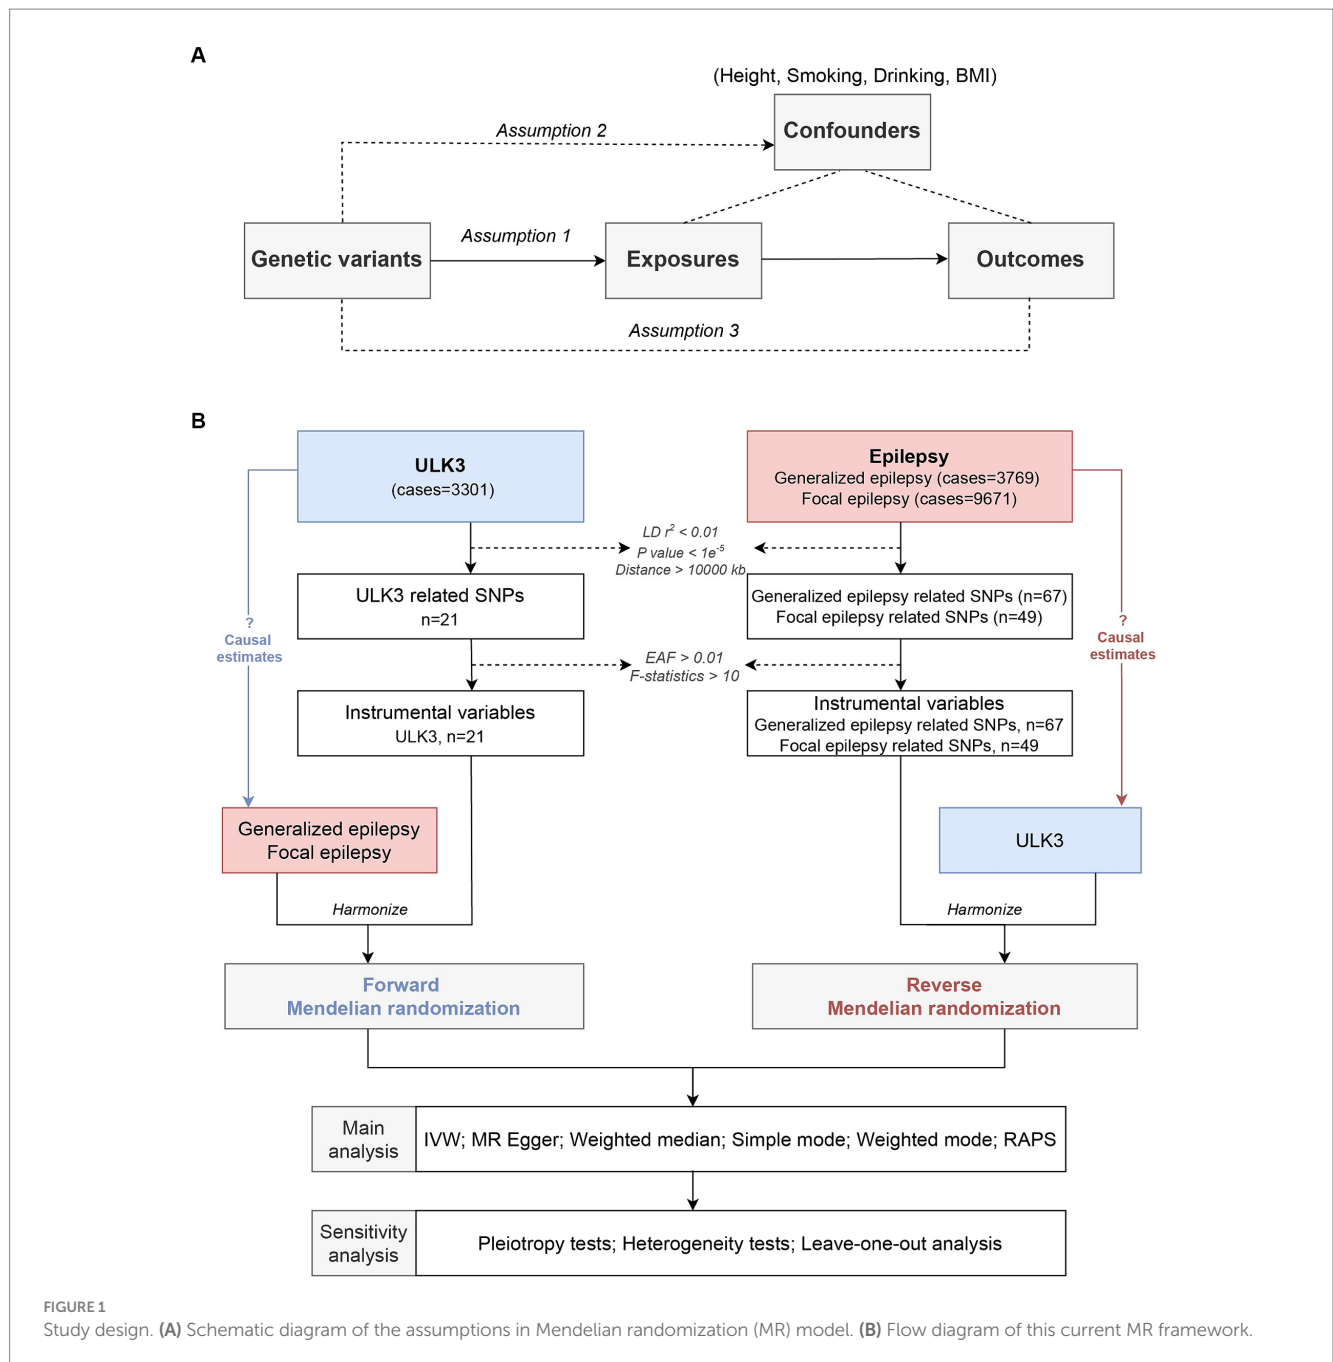 A
(Height, Smoking, Drinking, BMI)
Confounders
Assumption 2
Assumption 1
Genetic variants
Exposures
Outcomes
Assumption 3
B
ULK3
(cases=3301)
Epilepsy
Generalized epilepsy (cases=3769)
Focal epilepsy (cases=9671)
LD r² < 0.01
P value < 1e⁻⁵
Distance > 10000 kb
ULK3 related SNPs
n=21
Generalized epilepsy related SNPs (n=67)
Focal epilepsy related SNPs (n=49)
?
Causal
estimates
?
Causal
estimates
EAF > 0.01
F-statistics > 10
Instrumental variables
ULK3, n=21
Instrumental variables
Generalized epilepsy related SNPs, n=67
Focal epilepsy related SNPs, n=49
Generalized epilepsy
Focal epilepsy
ULK3
Harmonize
Harmonize
Forward
Mendelian randomization
Reverse
Mendelian randomization
Main
analysis
IVW; MR Egger; Weighted median; Simple mode; Weighted mode; RAPS
Sensitivity
analysis
Pleiotropy tests; Heterogeneity tests; Leave-one-out analysis
FIGURE 1
Study design. (A) Schematic diagram of the assumptions in Mendelian randomization (MR) model. (B) Flow diagram of this current MR framework.